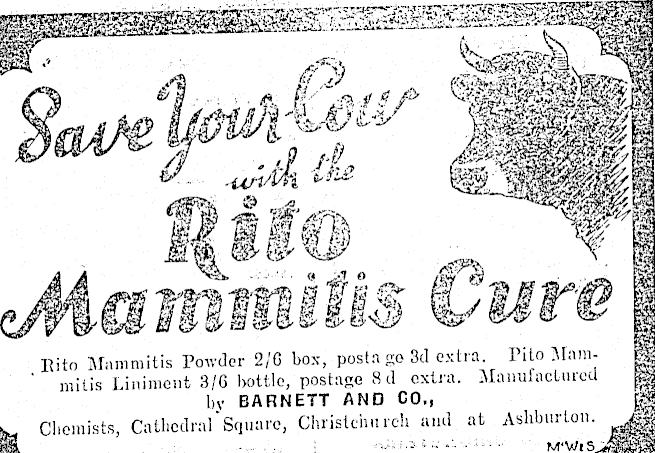 Save Your Cow
with the
Rito
Mammitis Cure
Rito Mammitis Powder 2/6 box, postage 3d extra. Pito Mam-
mitis Liniment 3/6 bottle, postage 8d extra. Manufactured
by BARNETT AND CO.,
Chemists, Cathedral Square, Christchurch and at Ashburton.
M'W&S